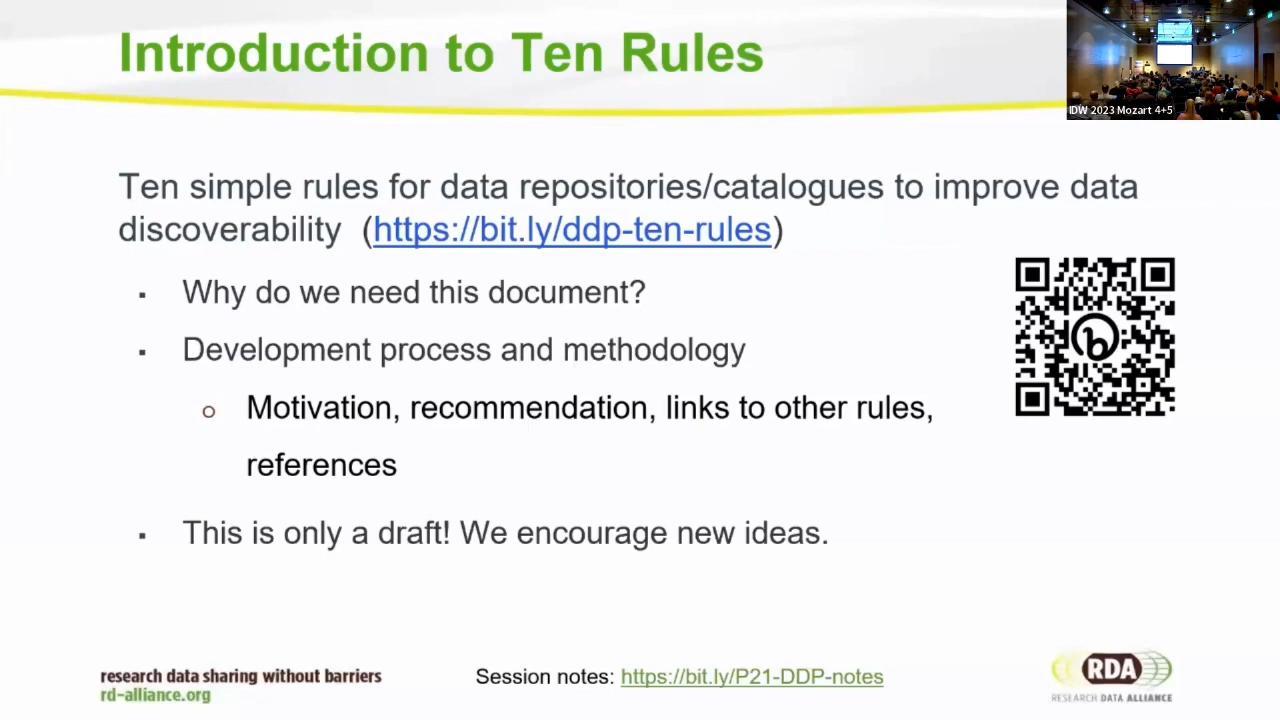 Introduction to Ten Rules
IDW 2023 Mozart 4+5
Ten simple rules for data repositories/catalogues to improve data
discoverability (https://bit.ly/ddp-ten-rules)
▪ Why do we need this document?
▪ Development process and methodology
o Motivation, recommendation, links to other rules,
references
▪ This is only a draft! We encourage new ideas.
research data sharing without barriers
rd-alliance.org
Session notes: https://bit.ly/P21-DDP-notes
RDA
RESEARCH DATA ALLIANCE